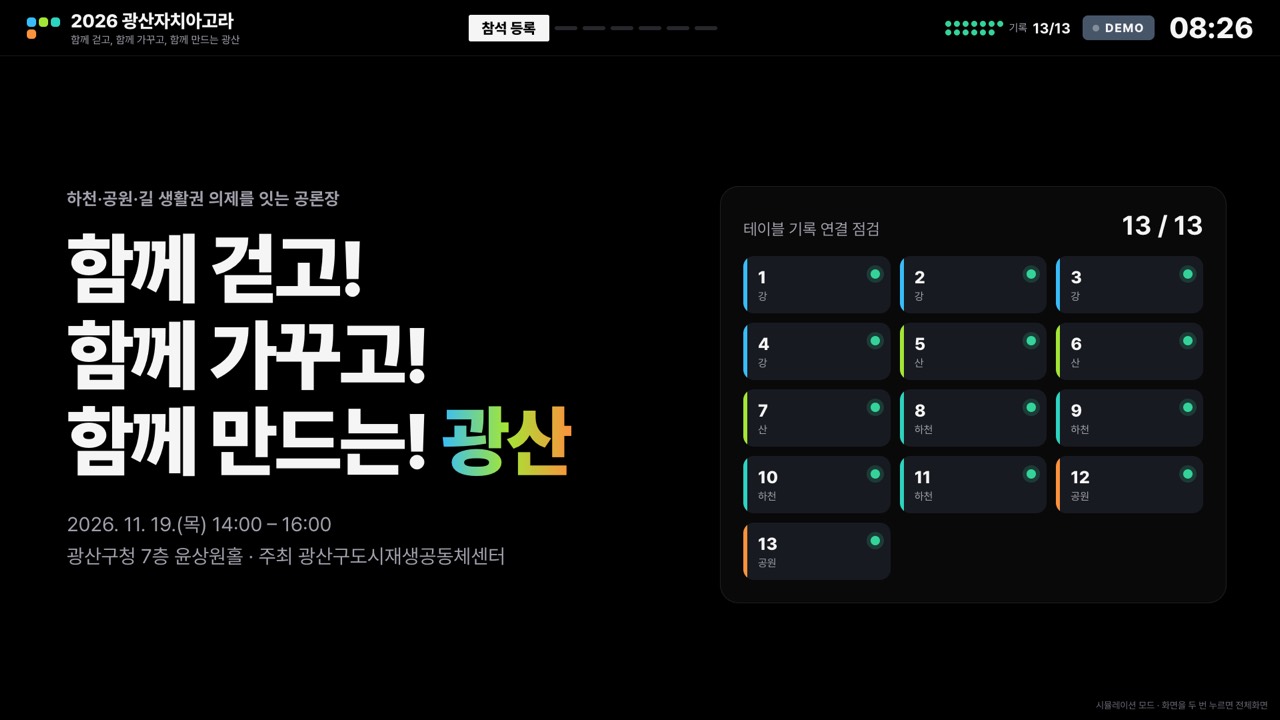 2026 광산자치아고라
함께 걷고, 함께 가꾸고, 함께 만드는 광산
참석 등록
기록 13/13
DEMO
08:26
하천·공원·길 생활권 의제를 잇는 공론장
함께 걷고!
함께 가꾸고!
함께 만드는! 광산
2026. 11. 19.(목) 14:00 – 16:00
광산구청 7층 윤상원홀 · 주최 광산구도시재생공동체센터
테이블 기록 연결 점검
13 / 13
1
강
2
강
3
강
4
강
5
산
6
산
7
산
8
하천
9
하천
10
하천
11
하천
12
공원
13
공원
시뮬레이션 모드 · 화면을 두 번 누르면 전체화면